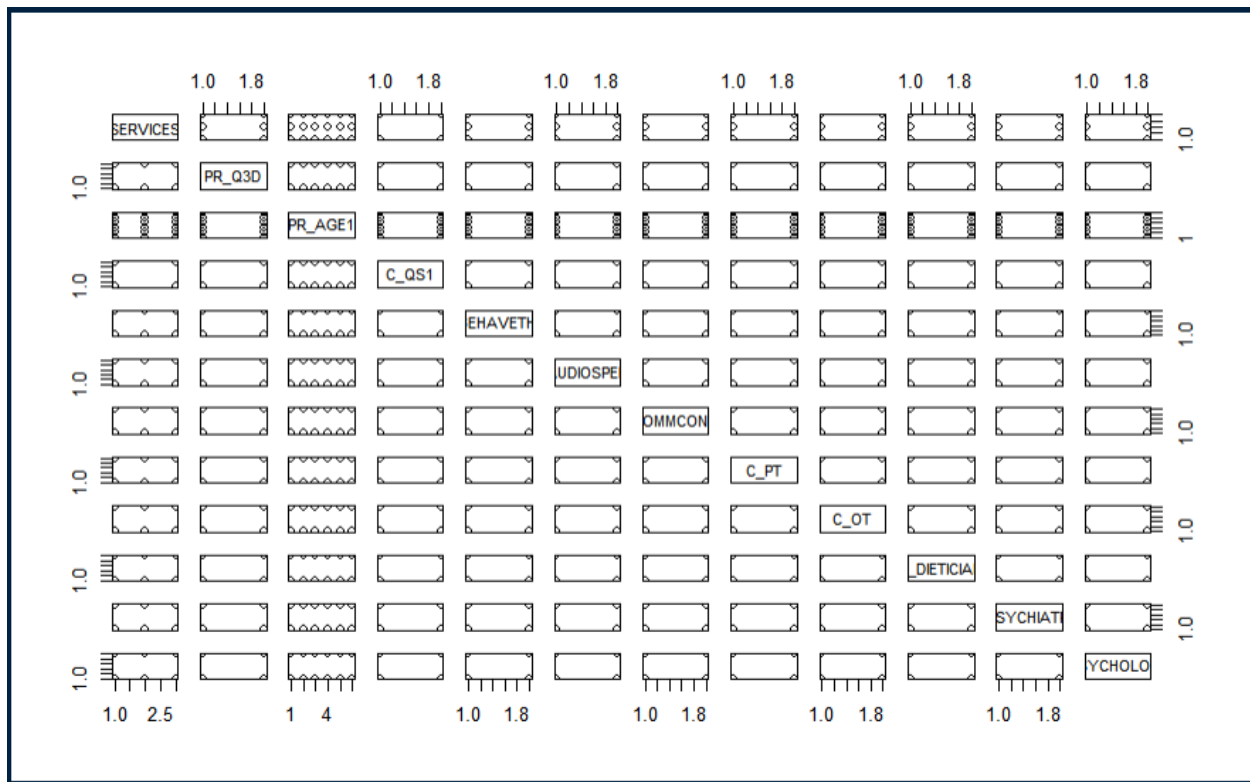 1.0 1.8 1.0 1.8 1.0 1.8 1.0 1.8 1.0 1.8 1.0 1.8
SERVICES 1.0
1.0 PR_Q3D
PR_AGE1 1
1.0 C_QS1
EHAVETH 1.0
1.0 UDIOSPE
OMMCON 1.0
1.0 C_PT
C_OT 1.0
1.0 _DIETICIA
SYCHIATI 1.0
1.0 YCHOLO
1.0 2.5 1 4 1.0 1.8 1.0 1.8 1.0 1.8 1.0 1.8